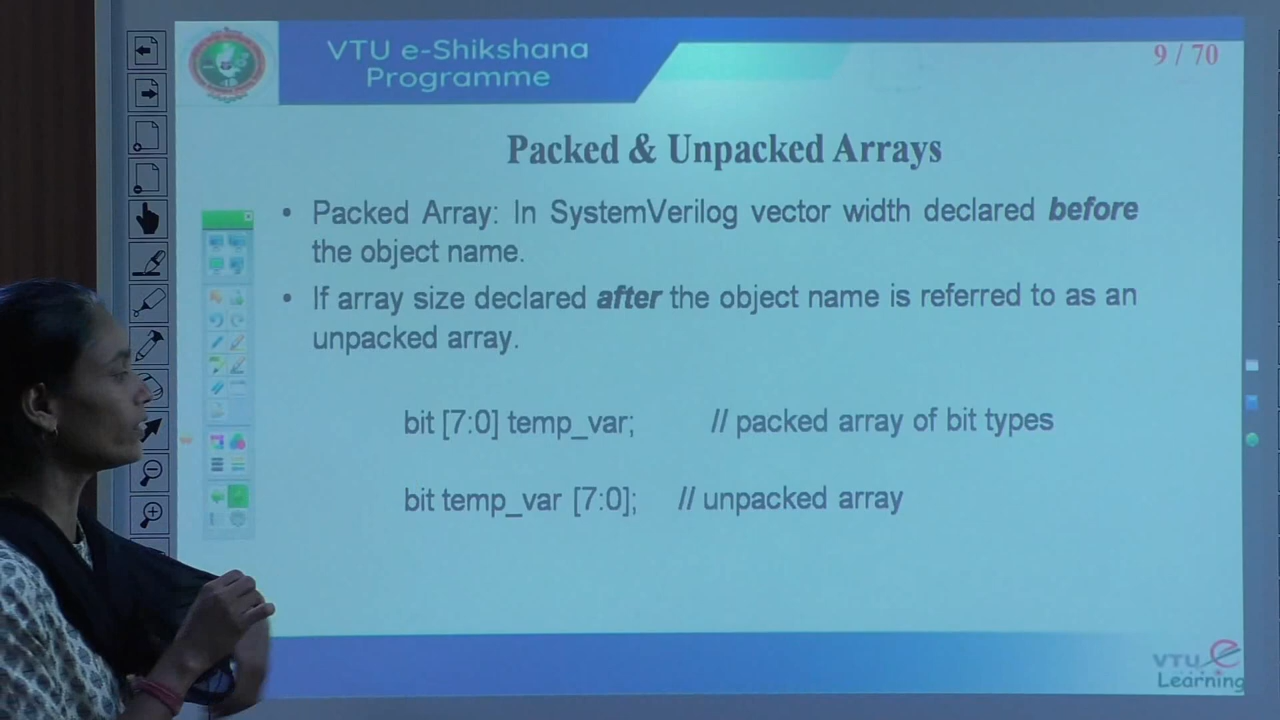 VTU e-Shikshana
Programme
9 / 70
Packed & Unpacked Arrays
• Packed Array: In SystemVerilog vector width declared before
the object name.
• If array size declared after the object name is referred to as an
unpacked array.
bit [7:0] temp_var; // packed array of bit types
bit temp_var [7:0]; // unpacked array
VTU e
Learning